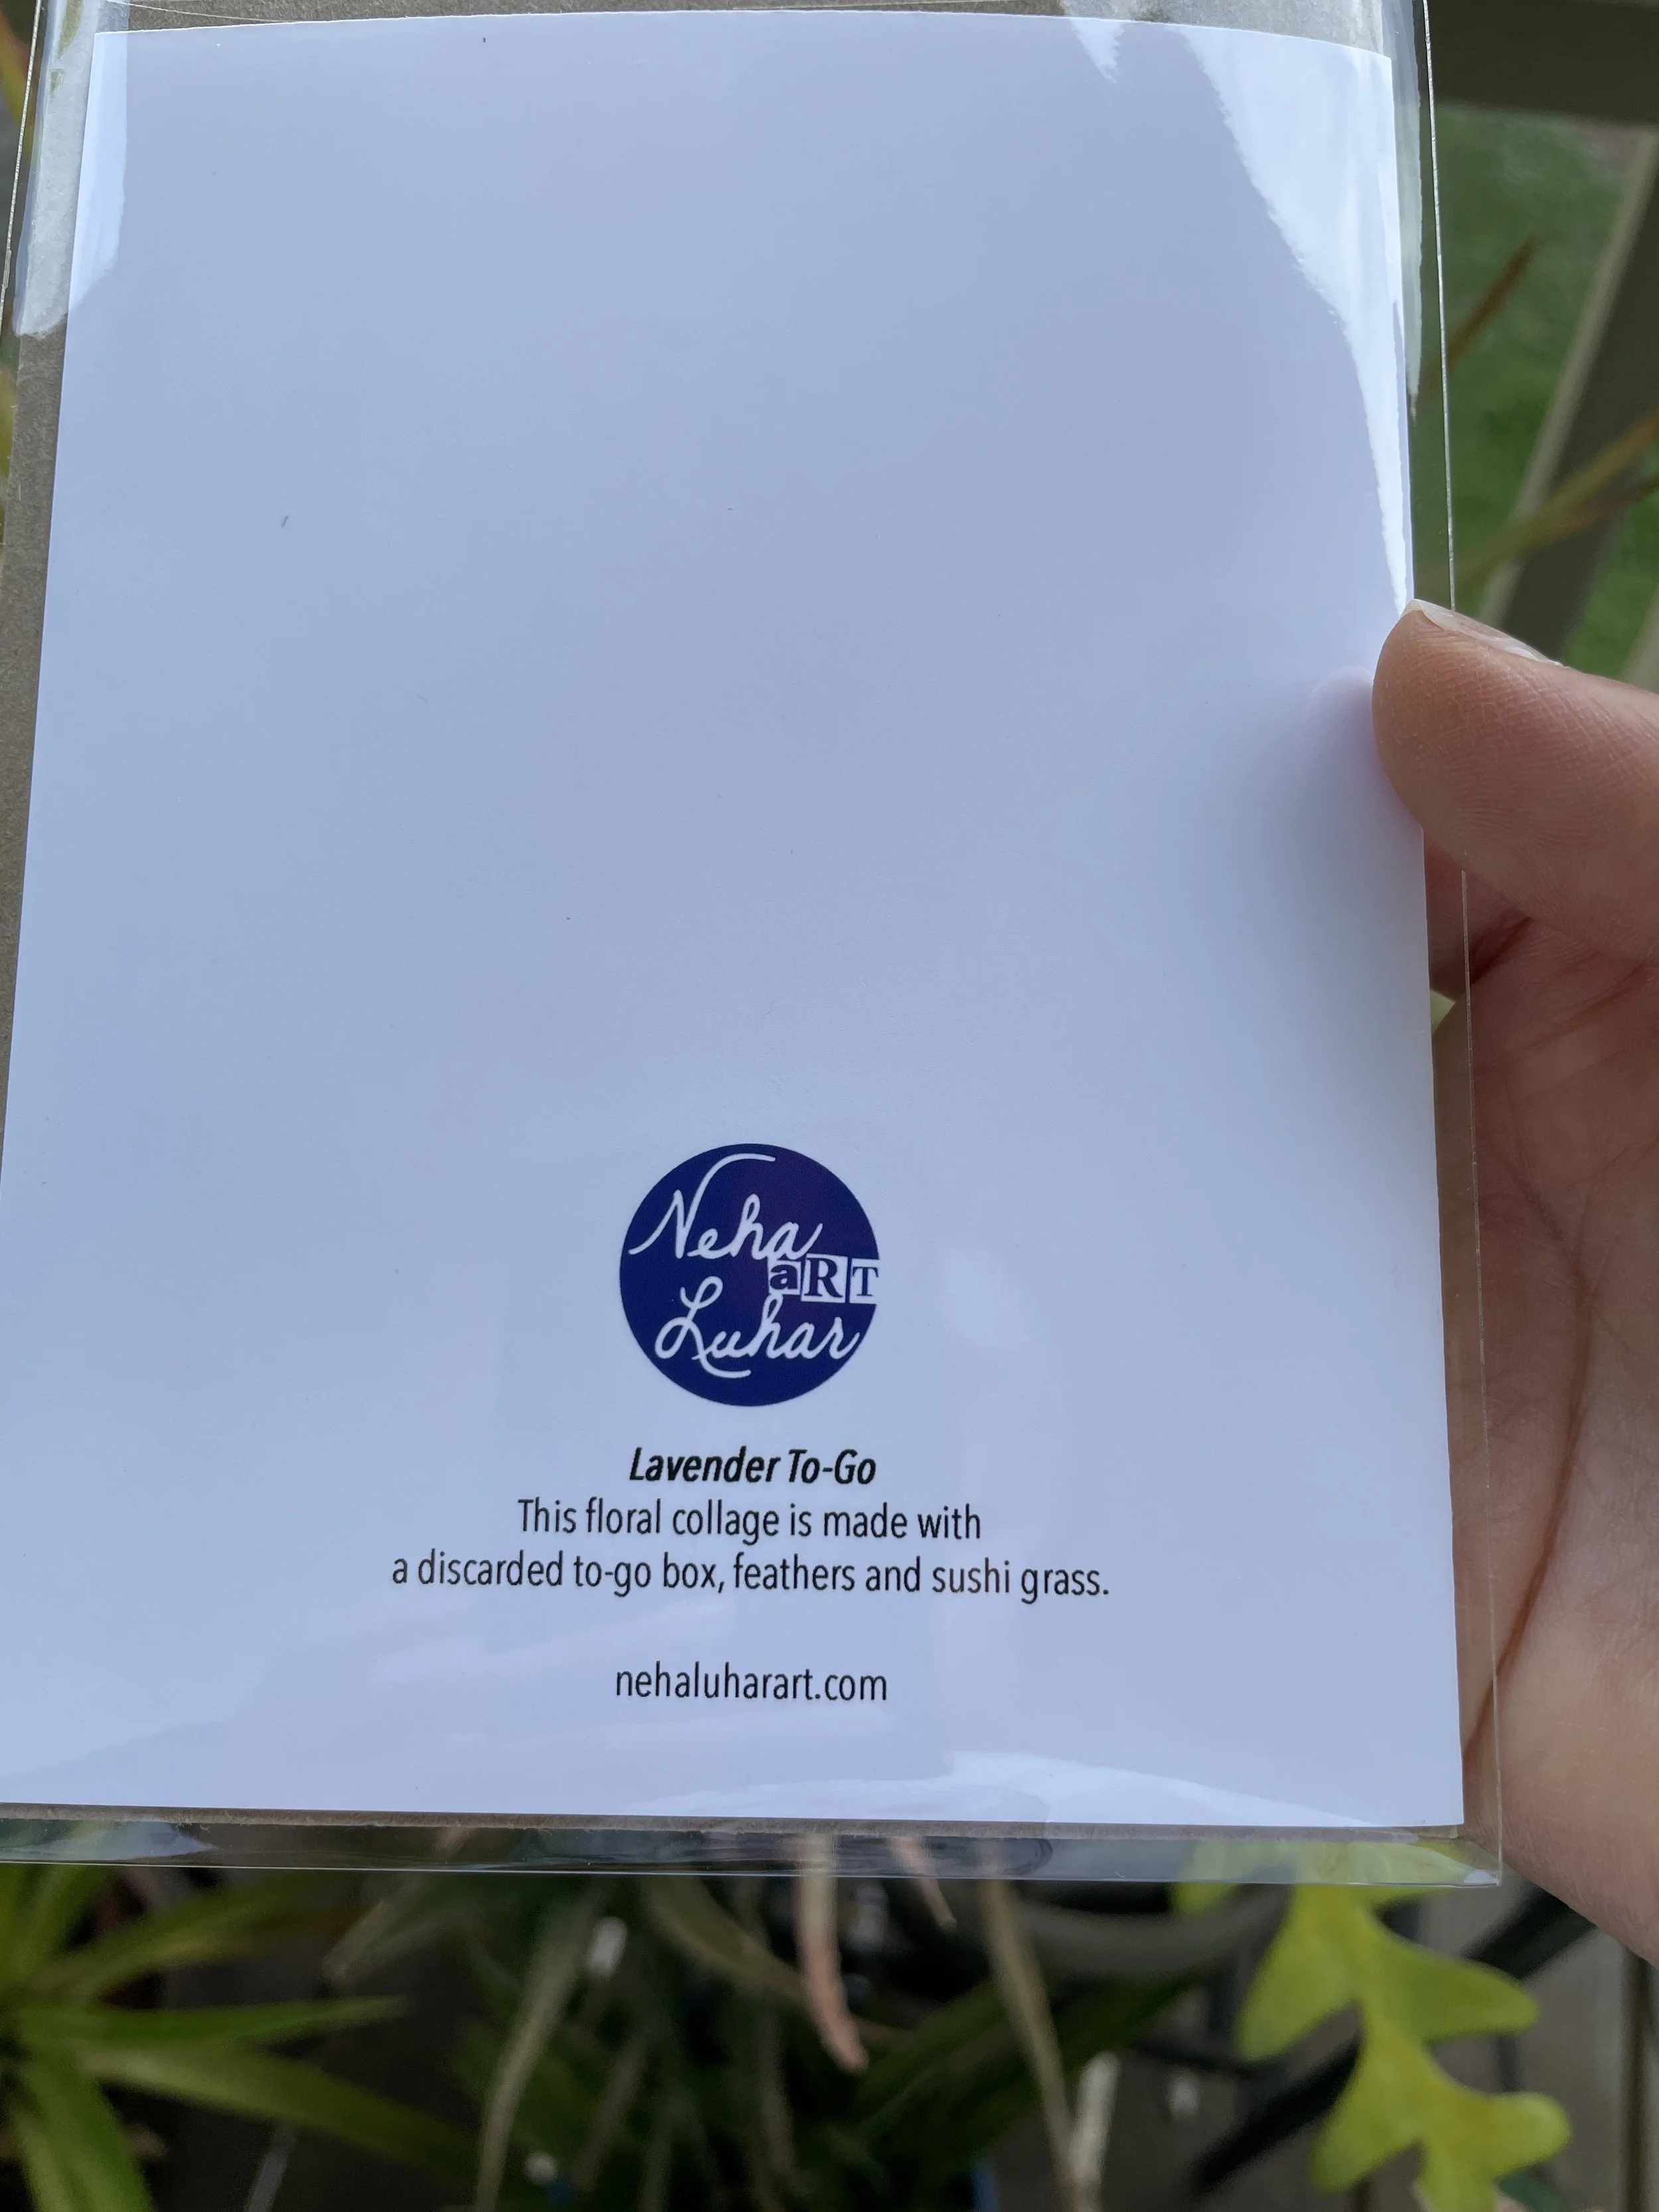 Neha
aRT
Luhar
Lavender To-Go
This floral collage is made with
a discarded to-go box, feathers and sushi grass.
nehaluharart.com